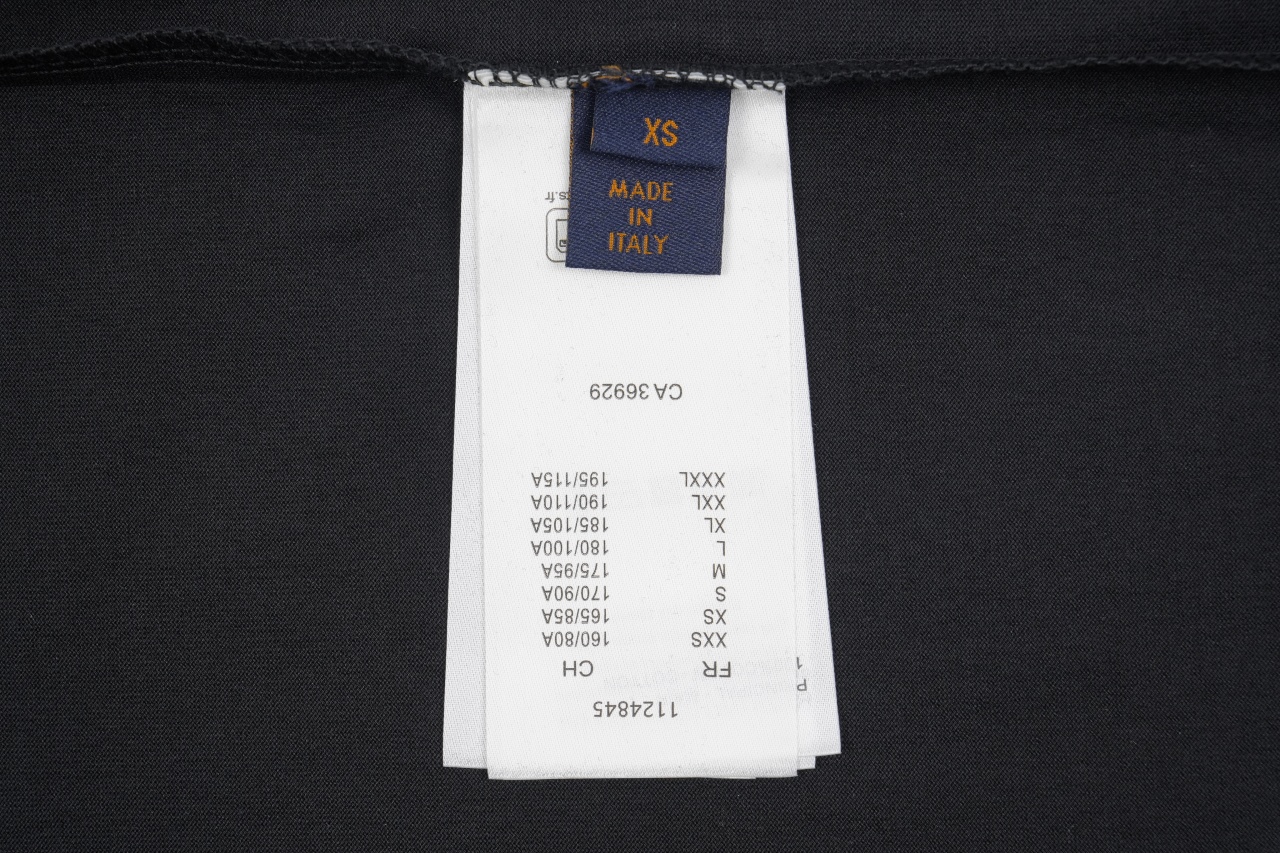 XS
MADE
IN
ITALY
1124845
FR CH
XXS 160/80A
XS 165/85A
S 170/90A
M 175/95A
L 180/100A
XL 185/105A
XXL 190/110A
XXXL 195/115A
CA 36929